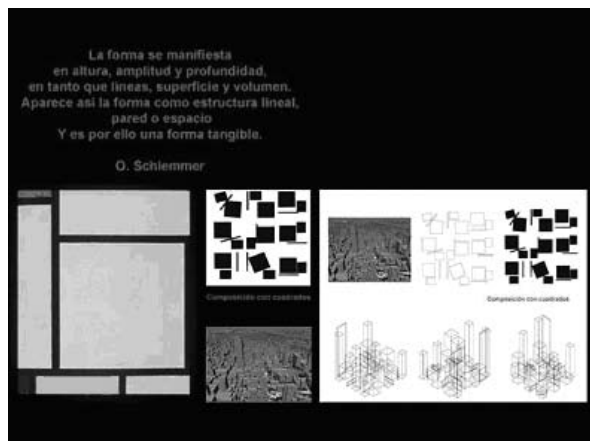 La forma se manifiesta
en altura, amplitud y profundidad,
en tanto que líneas, superficie y volumen.
Aparece así la forma como estructura lineal,
pared o espacio
Y es por ello una forma tangible.
O. Schlemmer
Composición con cuadrados
Composición con cuadrados